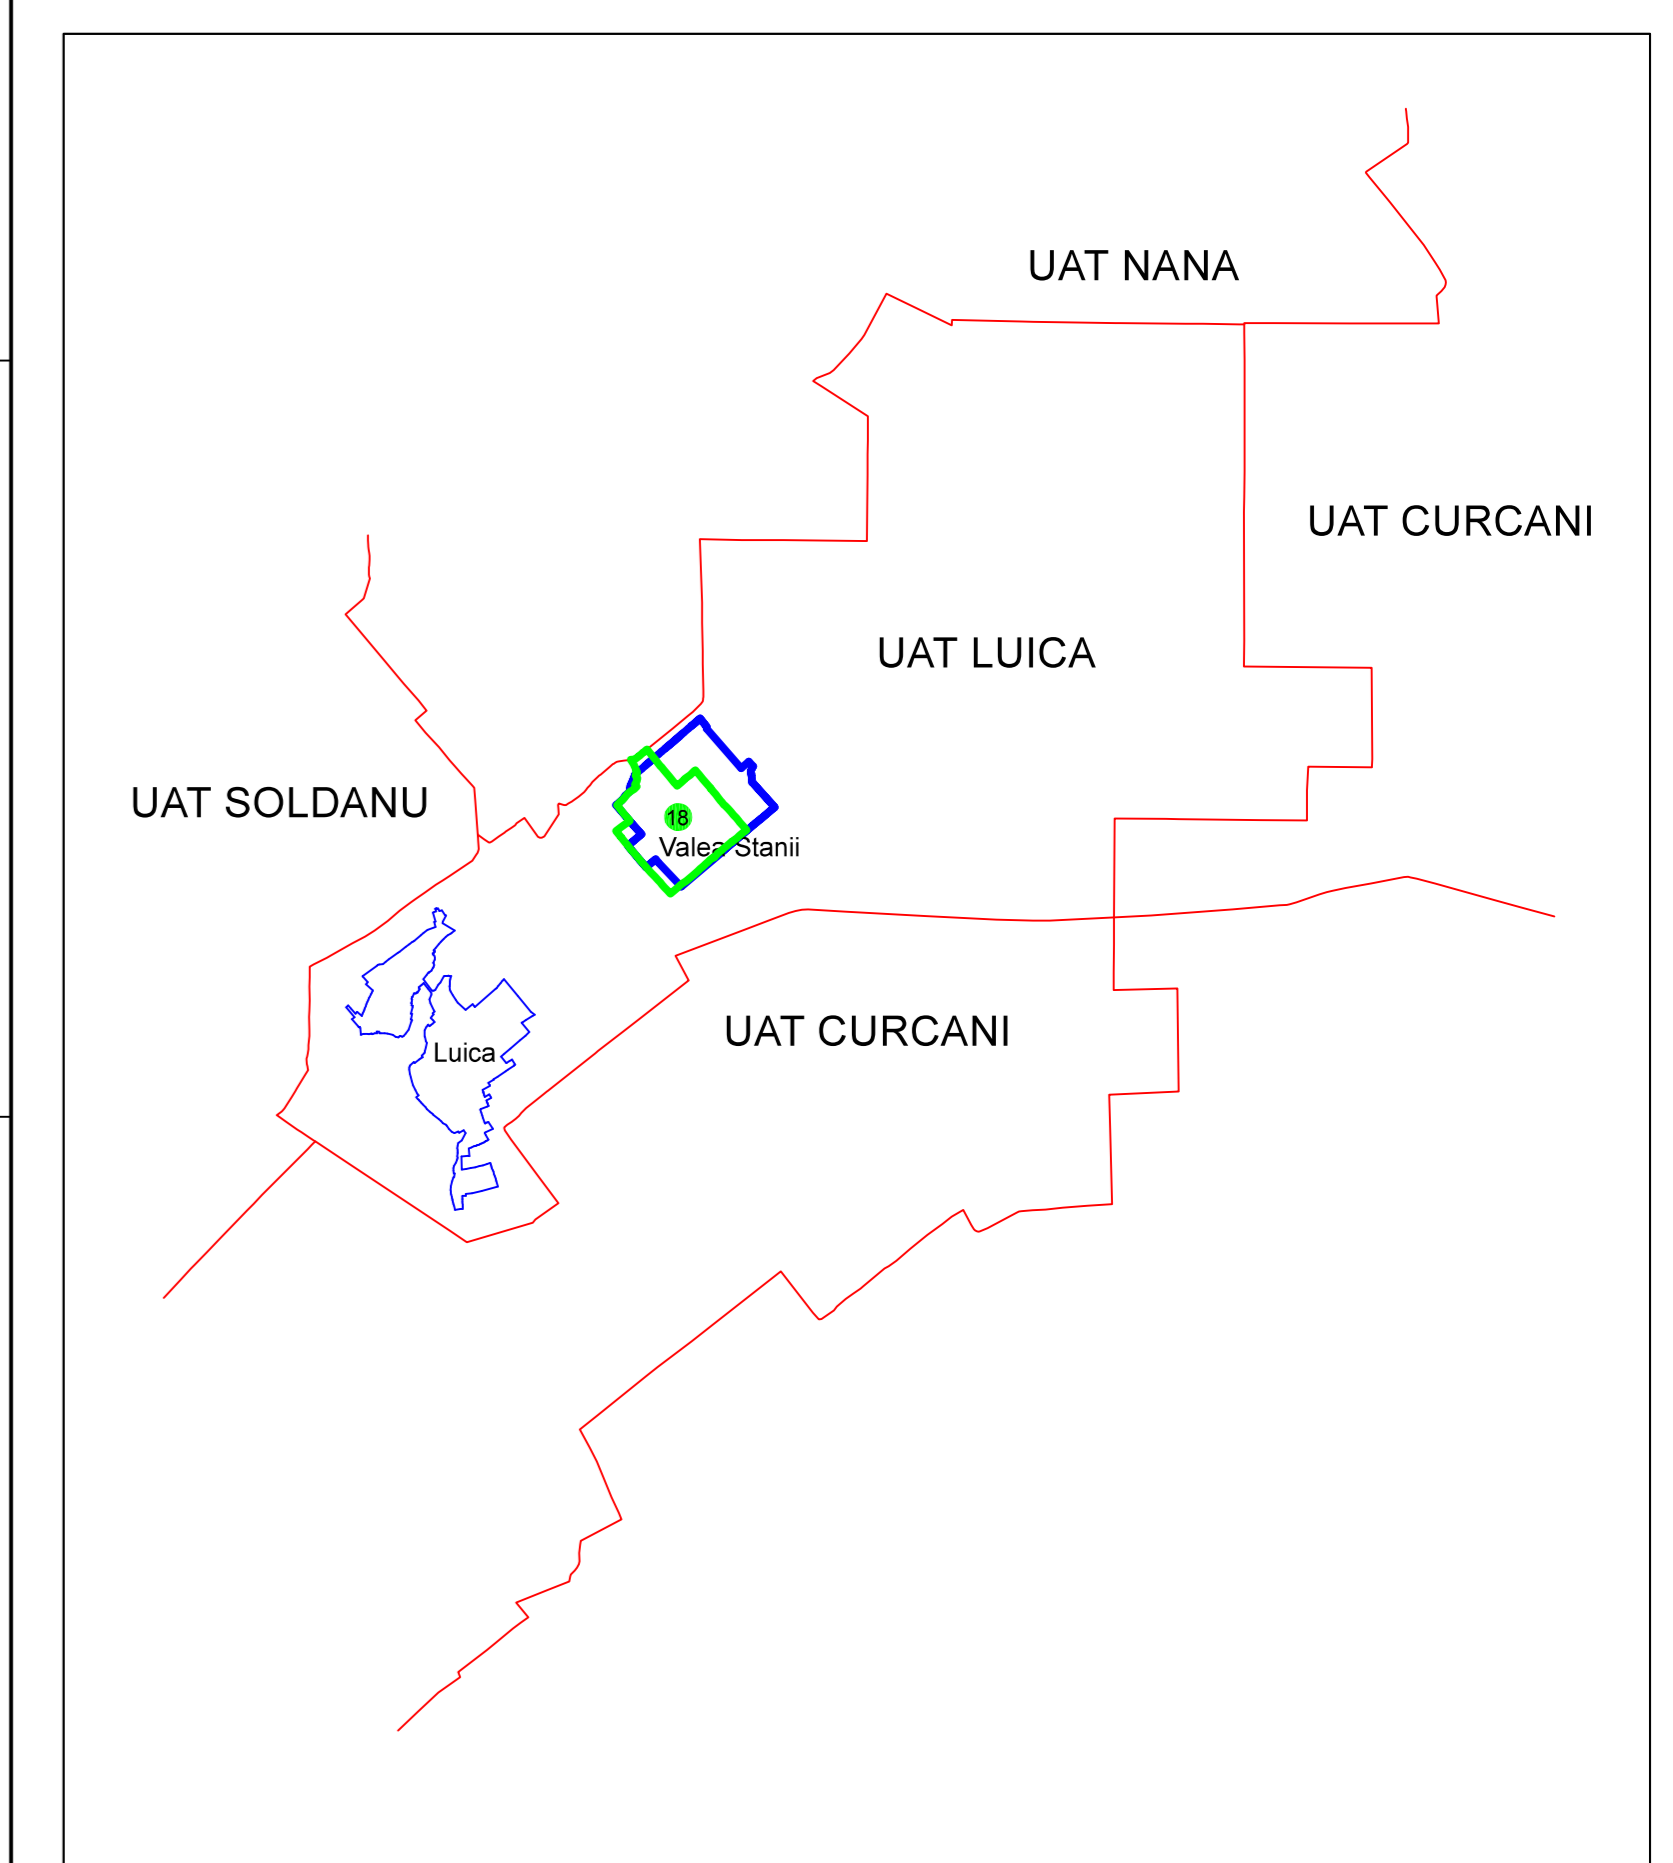 UAT NANA
UAT CURCANI
UAT LUICA
UAT SOLDANU
18
Valea Stanii
UAT CURCANI
Luica